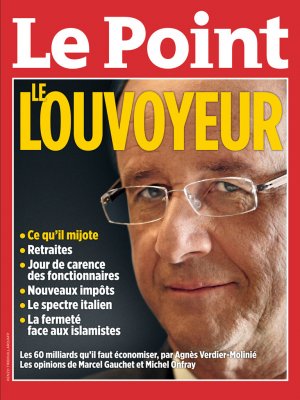 Le Point
LE
LOUVOYEUR
• Ce qu'il mijote
• Retraites
• Jour de carence
des fonctionnaires
• Nouveaux impôts
• Le spectre italien
• La fermeté
face aux islamistes
Les 60 milliards qu'il faut économiser, par Agnès Verdier-Molinié
Les opinions de Marcel Gauchet et Michel Onfray